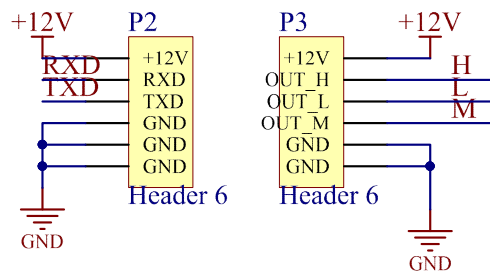 +12V
P2
P3
+12V
RXD
TXD
+12V
RXD
TXD
GND
GND
GND
+12V
OUT_H
OUT_L
OUT_M
GND
GND
H
L
M
Header 6
Header 6
GND
GND